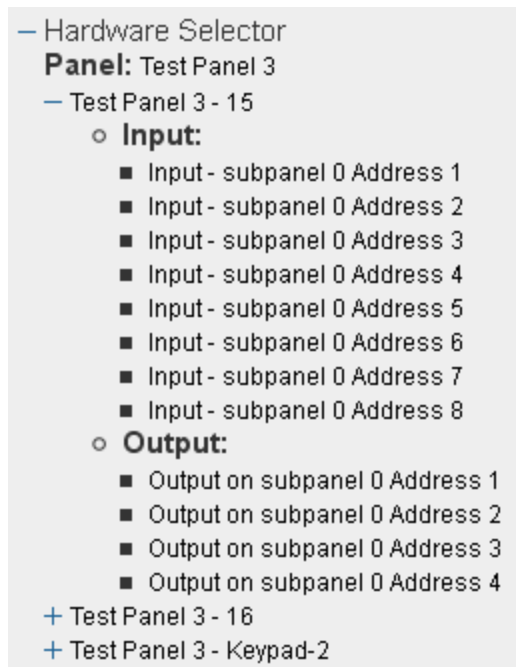 Hardware Selector
Panel: Test Panel 3
Test Panel 3 - 15
Input:
Input - subpanel 0 Address 1
Input - subpanel 0 Address 2
Input - subpanel 0 Address 3
Input - subpanel 0 Address 4
Input - subpanel 0 Address 5
Input - subpanel 0 Address 6
Input - subpanel 0 Address 7
Input - subpanel 0 Address 8
Output:
Output on subpanel 0 Address 1
Output on subpanel 0 Address 2
Output on subpanel 0 Address 3
Output on subpanel 0 Address 4
Test Panel 3 - 16
Test Panel 3 - Keypad-2